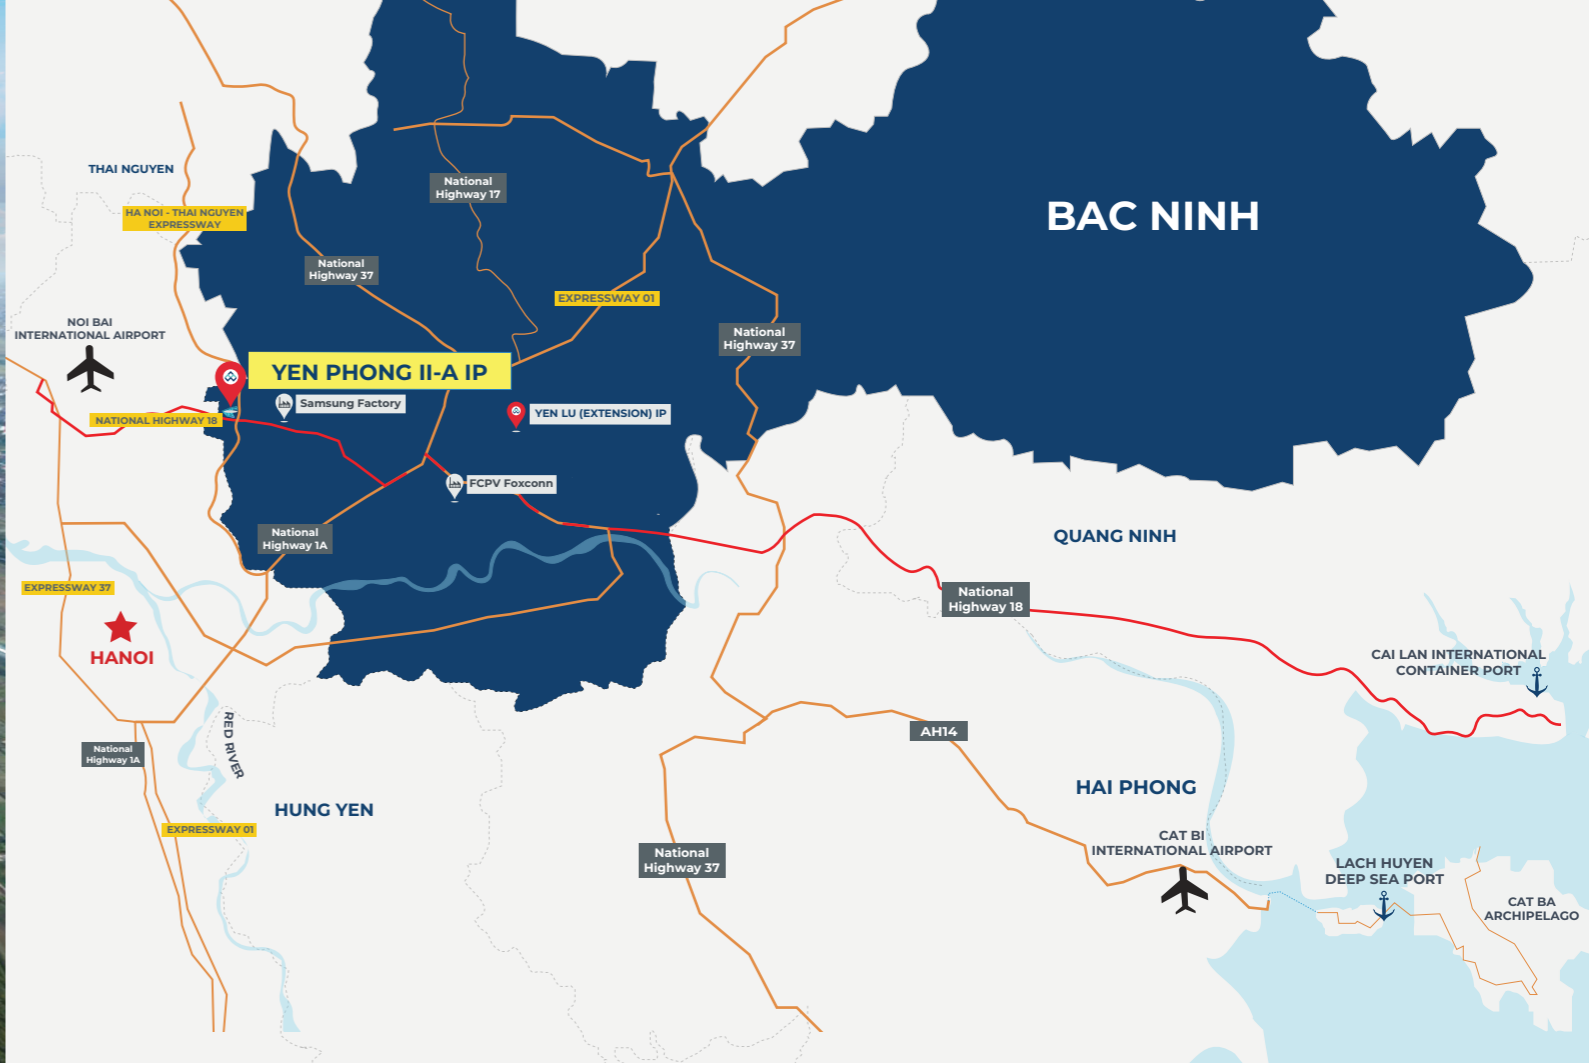 THAI NGUYEN
HA NOI - THAI NGUYEN
EXPRESSWAY
National
Highway 17
BAC NINH
National
Highway 37
EXPRESSWAY 01
NOI BAI
INTERNATIONAL AIRPORT
National
Highway 37
YEN PHONG II-A IP
Samsung Factory
YEN LU (EXTENSION) IP
NATIONAL HIGHWAY 18
FCPV Foxconn
National
Highway 1A
QUANG NINH
EXPRESSWAY 37
National
Highway 18
HANOI
CAI LAN INTERNATIONAL
CONTAINER PORT
RED RIVER
National
Highway 1A
AH14
HAI PHONG
HUNG YEN
EXPRESSWAY 01
CAT BI
INTERNATIONAL AIRPORT
National
Highway 37
LACH HUYEN
DEEP SEA PORT
CAT BA
ARCHIPELAGO